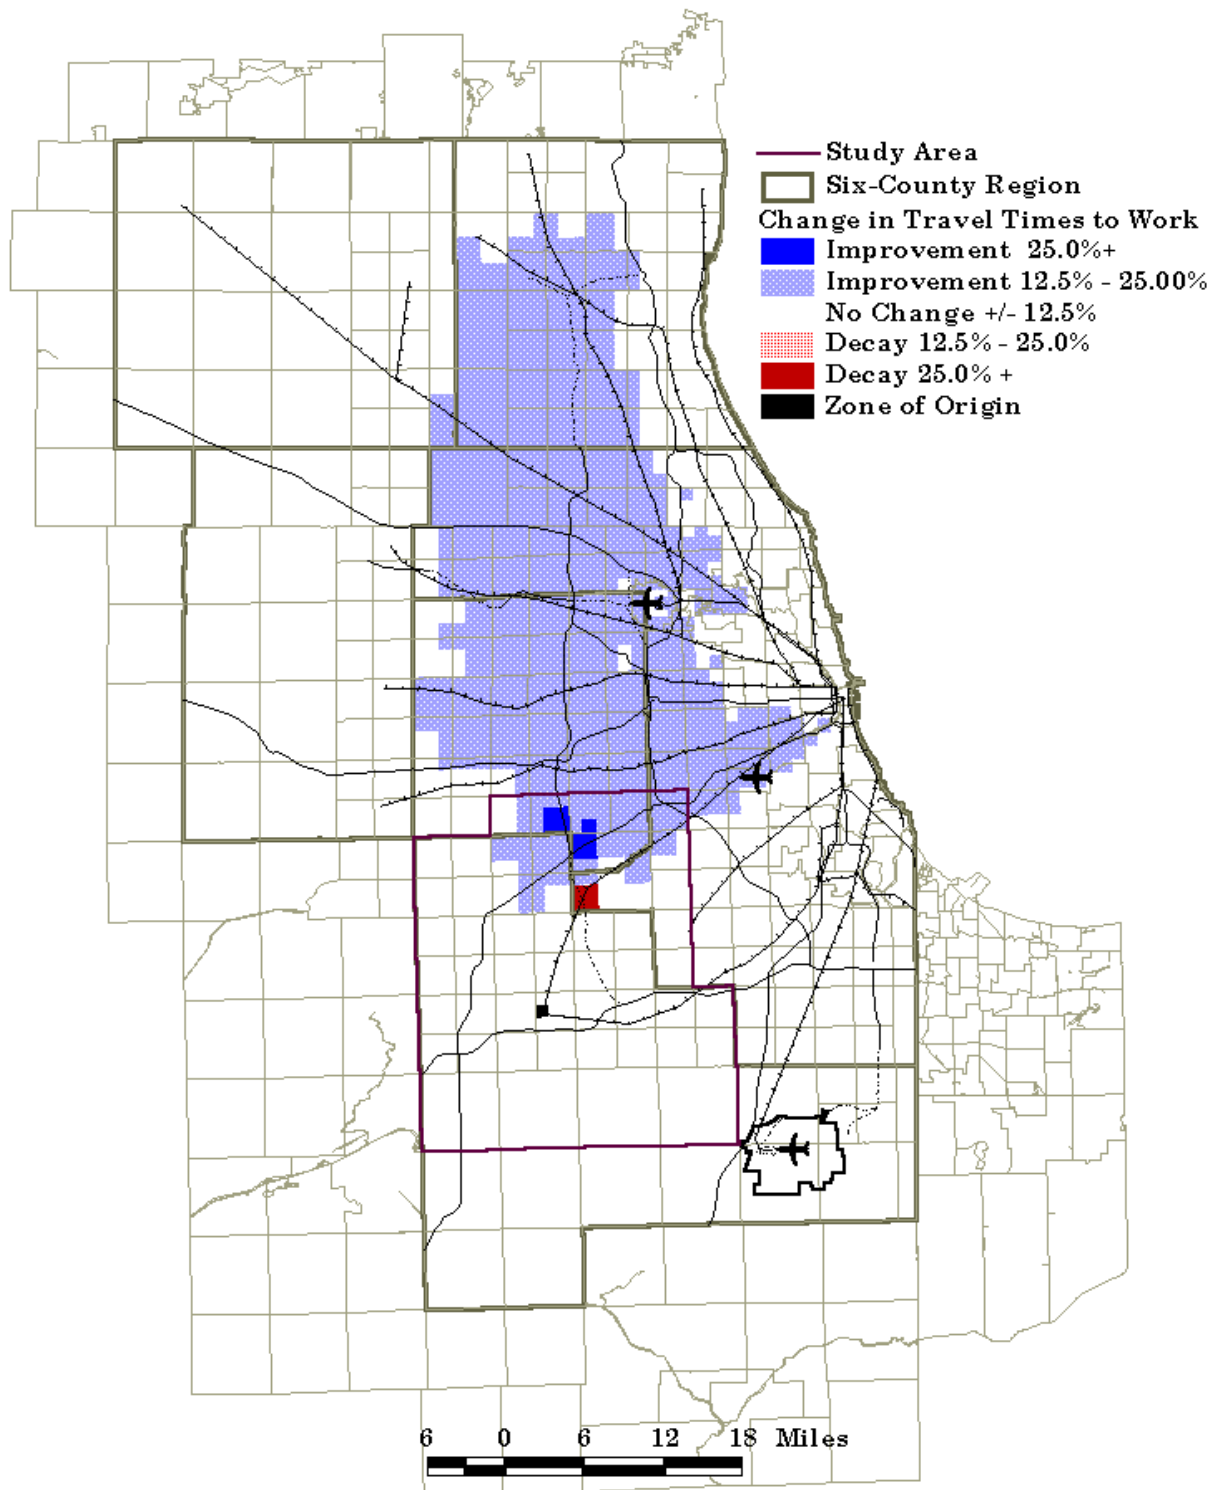 Study Area
Six-County Region
Change in Travel Times to Work
Improvement 25.0%+
Improvement 12.5% - 25.00%
No Change +/- 12.5%
Decay 12.5% - 25.0%
Decay 25.0% +
Zone of Origin
6 0 6 12 18 Miles